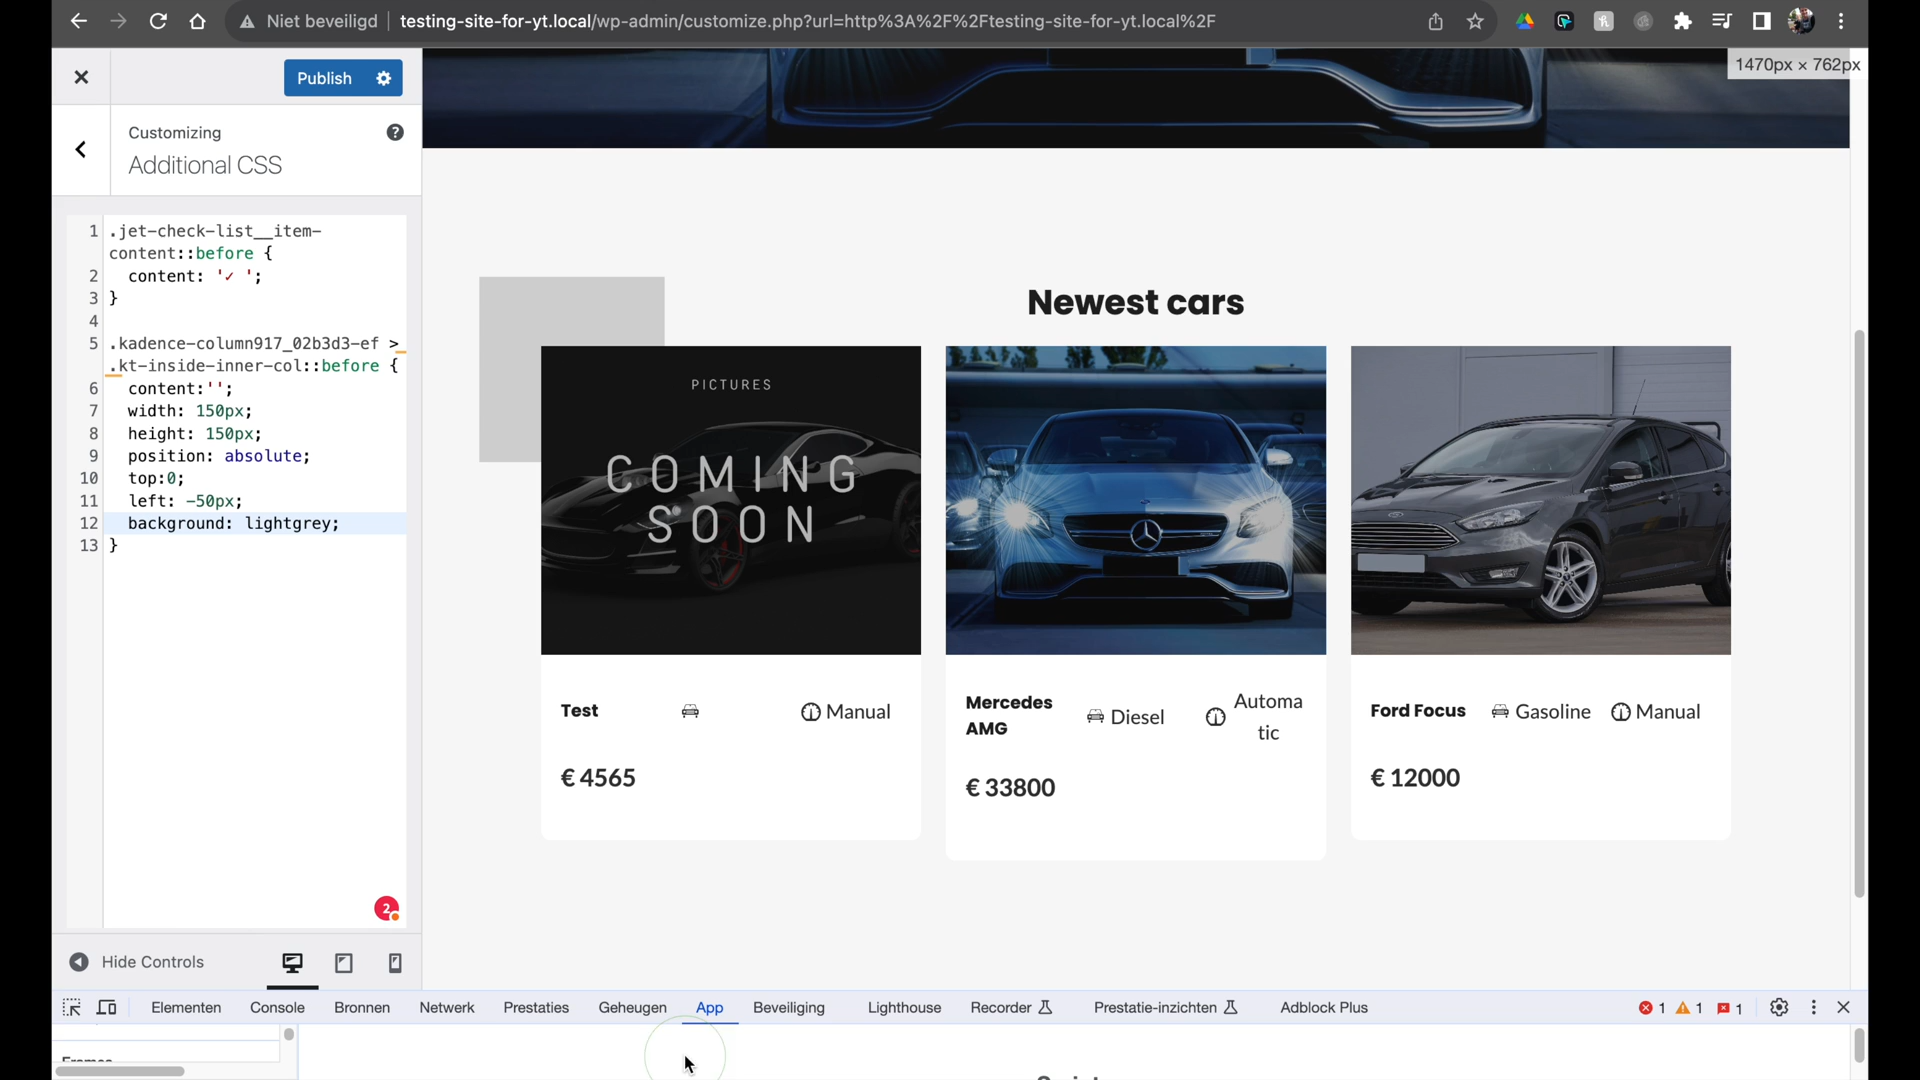 Niet beveiligd testing-site-for-yt.local/wp-admin/customize.php?url=http%3A%2F%2Ftesting-site-for-yt.local%2F
Publish
1470px × 762px
Customizing
Additional CSS
1 .jet-check-list__item-
content::before {
2 content: '✓ ';
3 }
4
5 .kadence-column917_02b3d3-ef >
.kt-inside-inner-col::before {
6 content:'';
7 width: 150px;
8 height: 150px;
9 position: absolute;
10 top:0;
11 left: -50px;
12 background: lightgrey;
13 }
2
Hide Controls
Newest cars
PICTURES
COMING
SOON
Test Manual
€ 4565
Mercedes
AMG
Diesel
Automa
tic
€ 33800
Ford Focus Gasoline Manual
€ 12000
Elementen Console Bronnen Netwerk Prestaties Geheugen App Beveiliging Lighthouse Recorder Prestatie-inzichten Adblock Plus 1 1 1
Frames